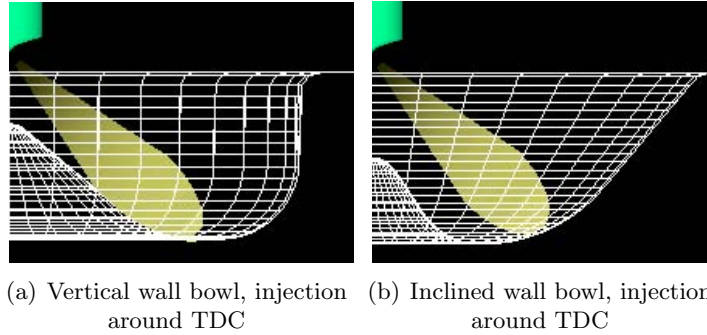 (a) Vertical wall bowl, injection
around TDC
(b) Inclined wall bowl, injection
around TDC